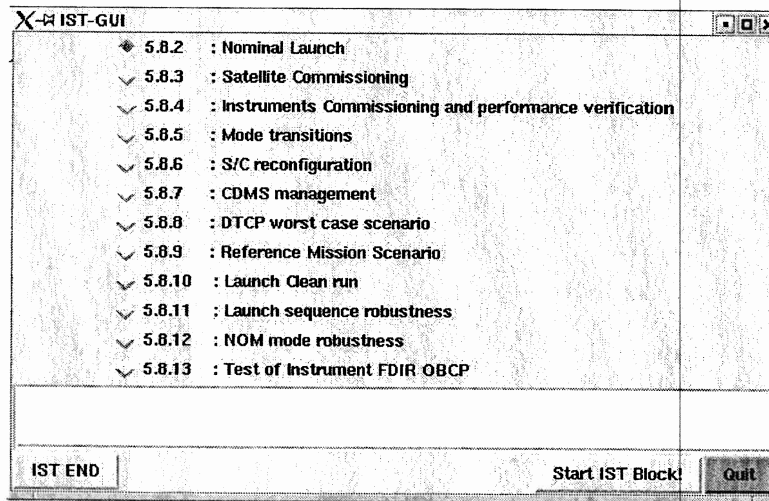 IST-GUI
5.8.2 : Nominal Launch
5.8.3 : Satellite Commissioning
5.8.4 : Instruments Commissioning and performance verification
5.8.5 : Mode transitions
5.8.6 : S/C reconfiguration
5.8.7 : CDMS management
5.8.8 : DTCP worst case scenario
5.8.9 : Reference Mission Scenario
5.8.10 : Launch Clean run
5.8.11 : Launch sequence robustness
5.8.12 : NOM mode robustness
5.8.13 : Test of Instrument FDIR OBCP
IST END Start IST Block! Quit